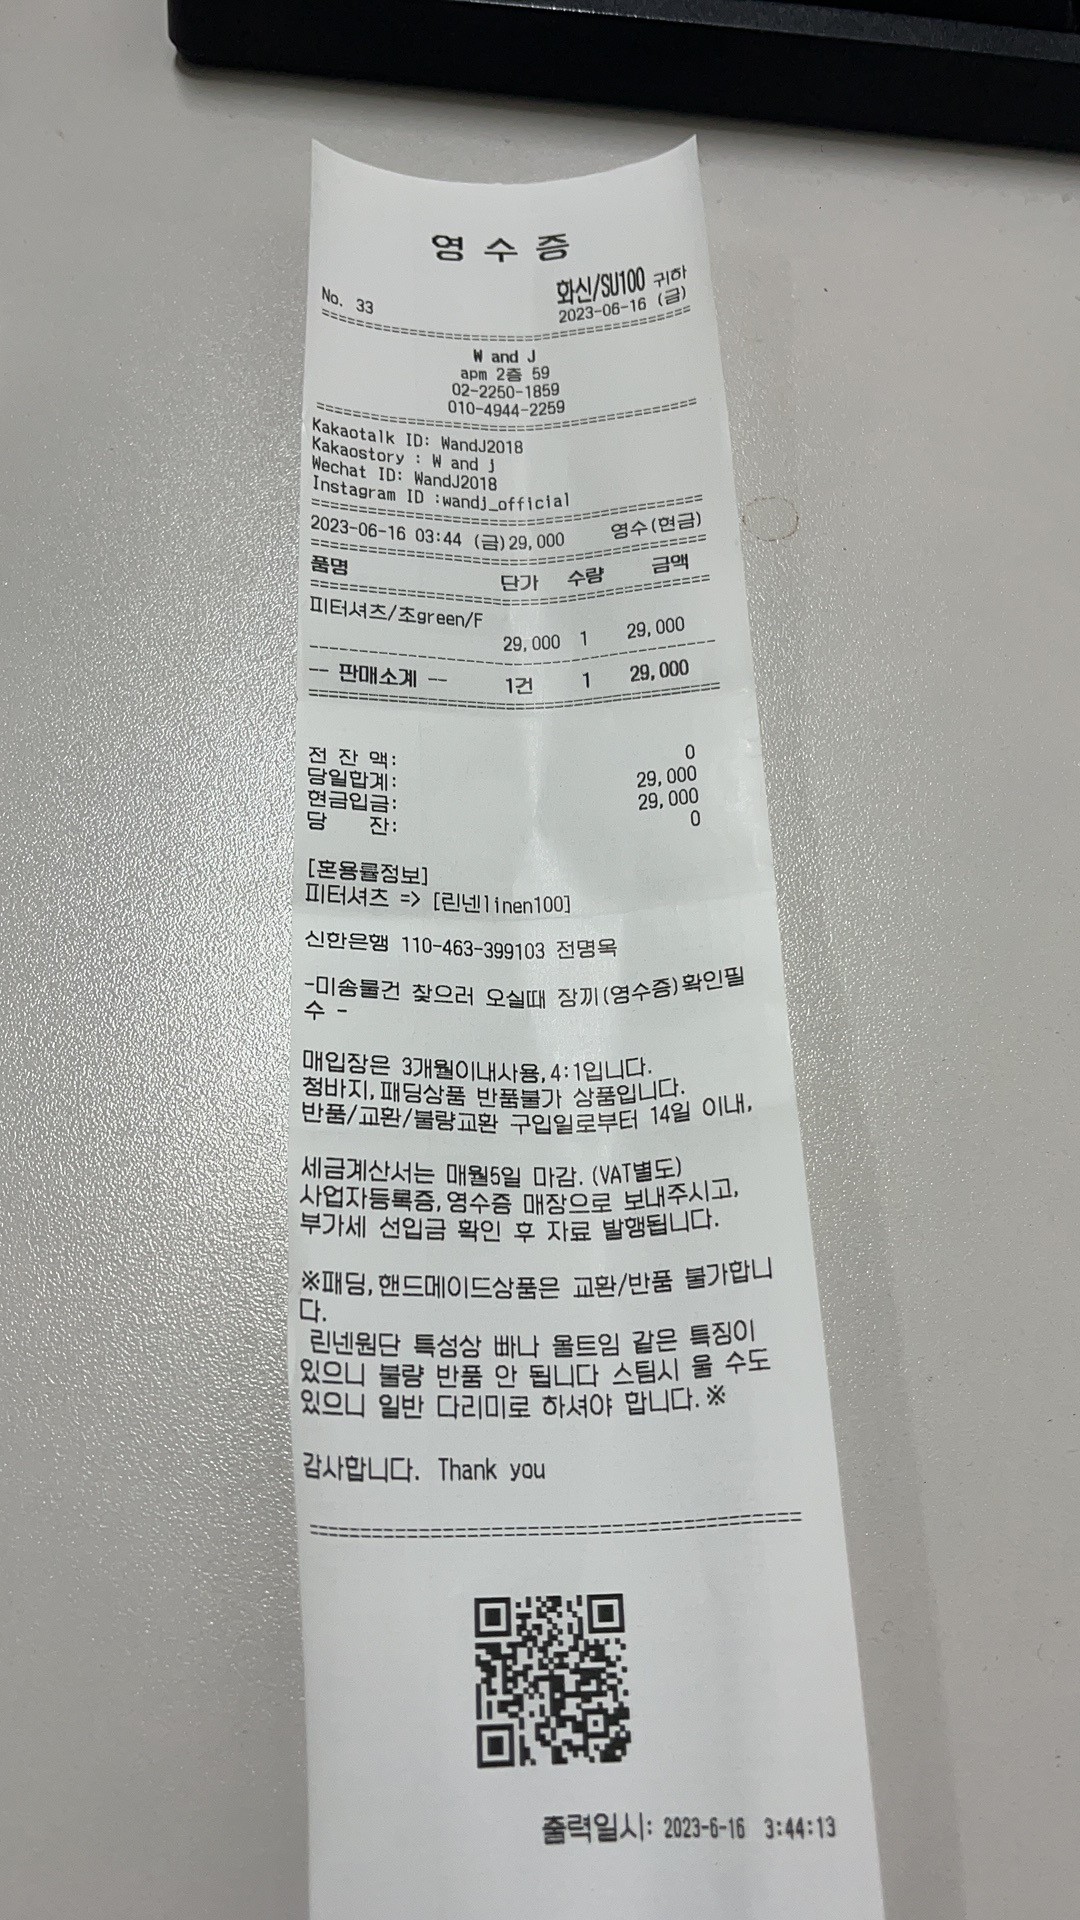 영 수 증
화신/SU100 귀하
No. 33
2023-06-16 (금)
W and J
apm 2층 59
02-2250-1859
010-4944-2259
Kakaotalk ID: WandJ2018
Kakaostory : W and J
Wechat ID: WandJ2018
Instagram ID :wandj_official
2023-06-16 03:44 (금)29,000 영수(현금)
품명 단가 수량 금액
피터셔츠/초green/F
29,000 1 29,000
-- 판매소계 -- 1건 1 29,000
전 잔 액: 0
당일합계: 29,000
현금입금: 29,000
당 잔: 0
[혼용률정보]
피터셔츠 => [린넨linen100]
신한은행 110-463-399103 전명옥
-미송물건 찾으러 오실때 장끼(영수증)확인필
수 -
매입장은 3개월이내사용,4:1입니다.
청바지,패딩상품 반품불가 상품입니다.
반품/교환/불량교환 구입일로부터 14일 이내,
세금계산서는 매월5일 마감.(VAT별도)
사업자등록증,영수증 매장으로 보내주시고,
부가세 선입금 확인 후 자료 발행됩니다.
※패딩,핸드메이드상품은 교환/반품 불가합니
다.
린넨원단 특성상 빠나 올트임 같은 특징이
있으니 불량 반품 안 됩니다 스팀시 울 수도
있으니 일반 다리미로 하셔야 합니다.※
감사합니다. Thank you
출력일시: 2023-6-16 3:44:13